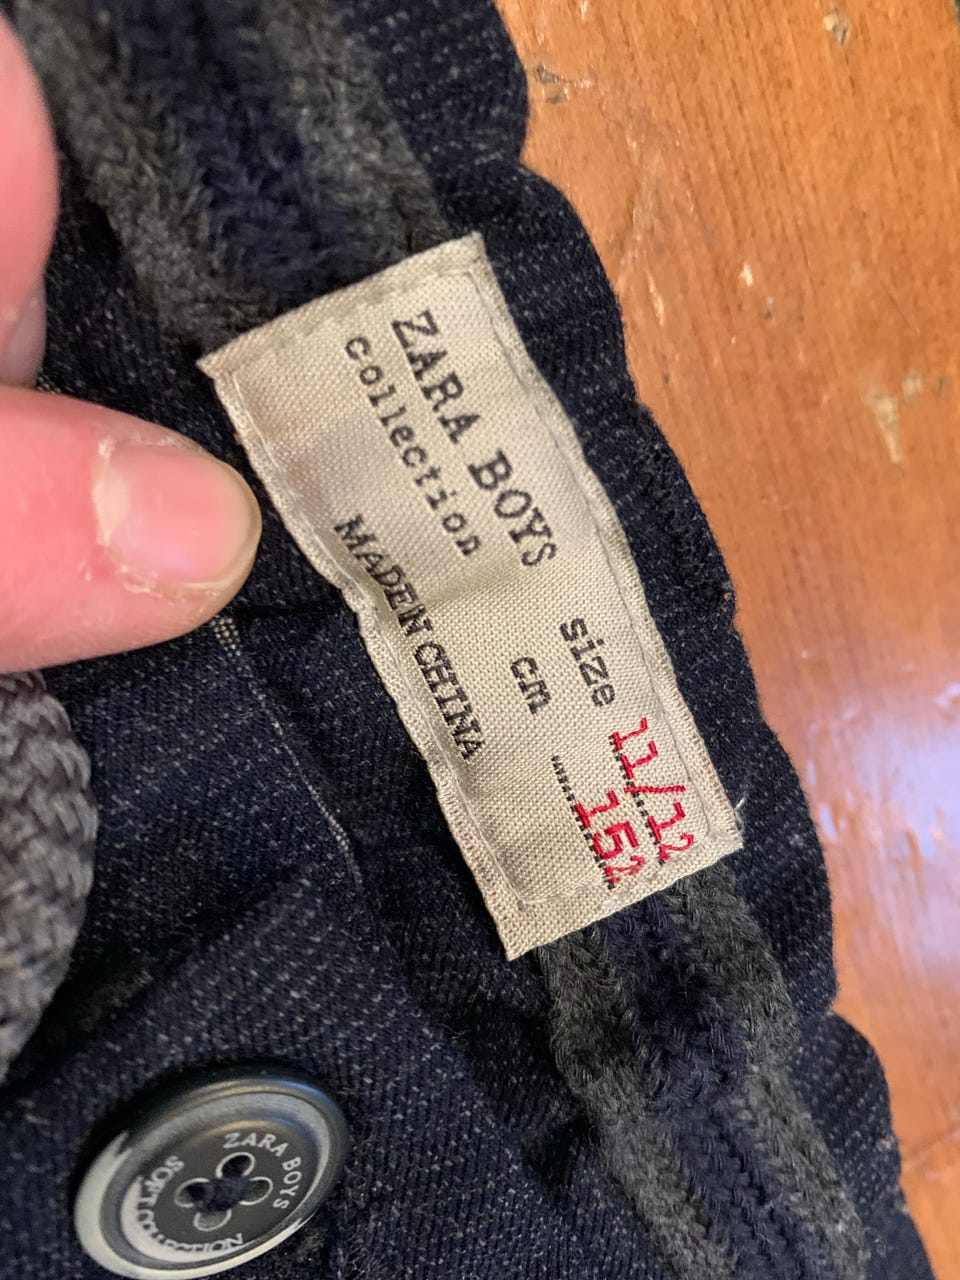 ZARA BOYS
collection
MADE IN CHINA
size 11/12
cm 152
ZARA BOYS
SOFT COLLECTION